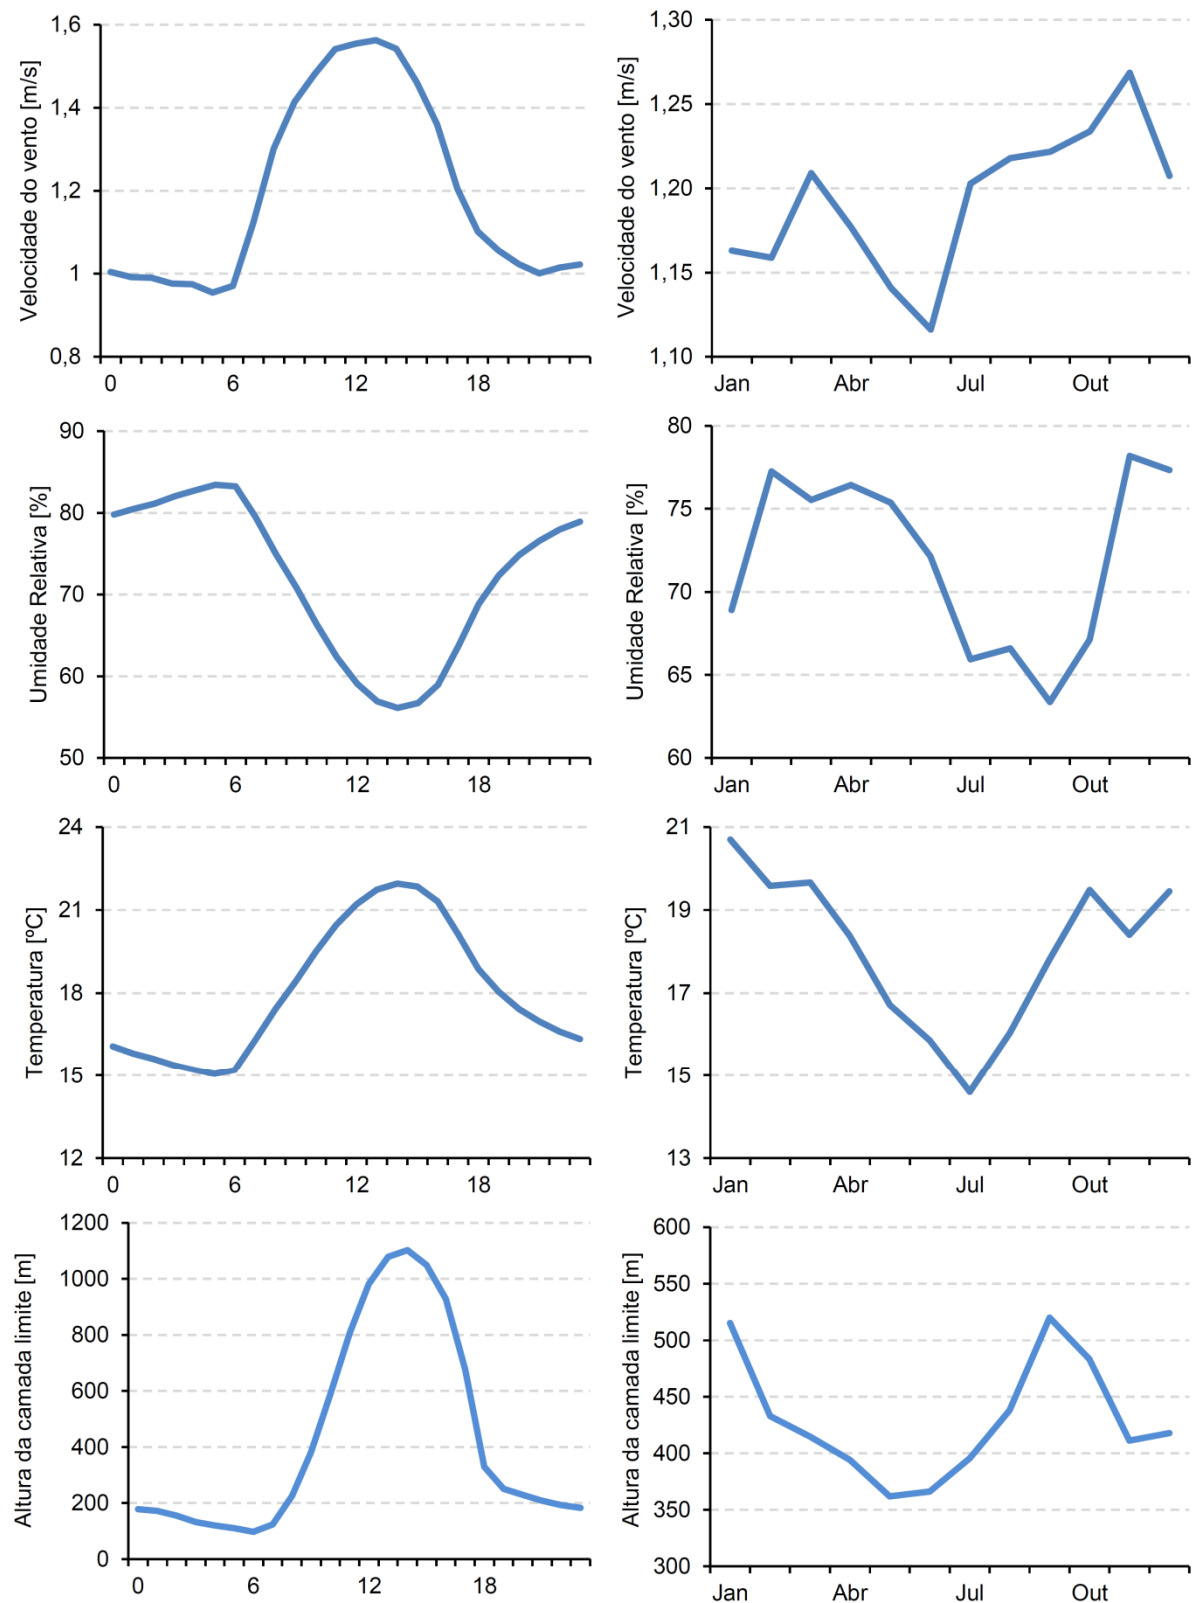 Velocidade do vento [m/s]
1,6
1,4
1,2
1
0,8
0 6 12 18
Velocidade do vento [m/s]
1,30
1,25
1,20
1,15
1,10
Jan Abr Jul Out
Umidade Relativa [%]
90
80
70
60
50
0 6 12 18
Umidade Relativa [%]
80
75
70
65
60
Jan Abr Jul Out
Temperatura [ºC]
24
21
18
15
12
0 6 12 18
Temperatura [ºC]
21
19
17
15
13
Jan Abr Jul Out
Altura da camada limite [m]
1200
1000
800
600
400
200
0
0 6 12 18
Altura da camada limite [m]
600
550
500
450
400
350
300
Jan Abr Jul Out